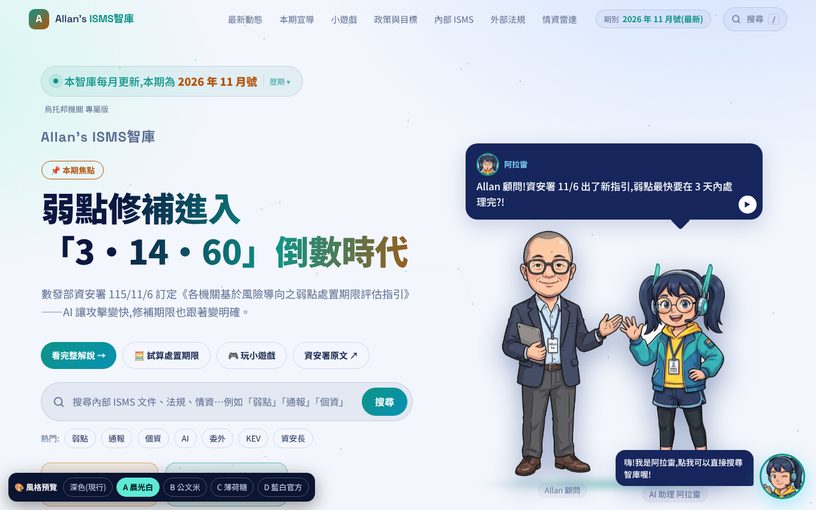 A Allan's ISMS智庫 最新動態 本期宣導 小遊戲 政策與目標 內部 ISMS 外部法規 情資雷達 期別 2026 年 11 月號(最新) 搜尋 /
本智庫每月更新,本期為 2026 年 11 月號 歷期 ▾
烏托邦機關 專屬版
Allan's ISMS智庫
📌 本期焦點
弱點修補進入
「3・14・60」倒數時代
數發部資安署 115/11/6 訂定《各機關基於風險導向之弱點處置期限評估指引》
——AI 讓攻擊變快,修補期限也跟著變明確。
看完整解說 → 🧮 試算處置期限 🎮 玩小遊戲 資安署原文 ↗
搜尋內部 ISMS 文件、法規、情資…例如「弱點」「通報」「個資」 搜尋
熱門: 弱點 通報 個資 AI 委外 KEV 資安長
🎨 風格預覽 深色(現行) A 晨光白 B 公文米 C 薄荷糖 D 藍白官方
阿拉雷
Allan 顧問!資安署 11/6 出了新指引,弱點最快要在 3 天內處
理完?!
嗨!我是阿拉雷,點我可以直接搜尋
智庫喔!
Allan 顧問
AI 助理 阿拉雷